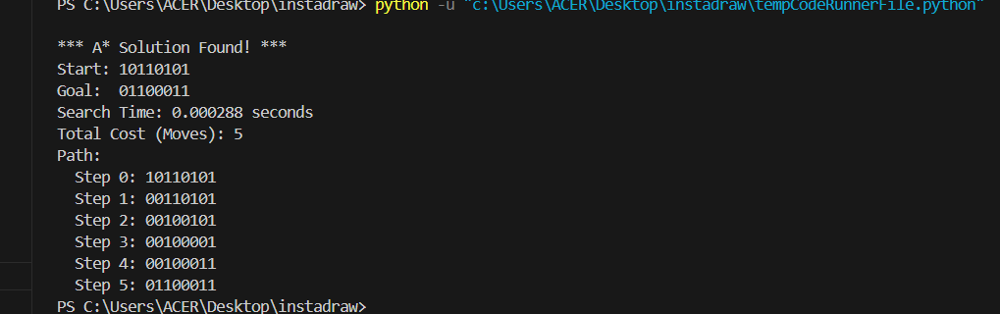 PS C:\Users\ACER\Desktop\instadraw> python -u "c:\Users\ACER\Desktop\instadraw\tempCodeRunnerFile.python"
*** A* Solution Found! ***
Start: 10110101
Goal:  01100011
Search Time: 0.000288 seconds
Total Cost (Moves): 5
Path:
  Step 0: 10110101
  Step 1: 00110101
  Step 2: 00100101
  Step 3: 00100001
  Step 4: 00100011
  Step 5: 01100011
PS C:\Users\ACER\Desktop\instadraw>